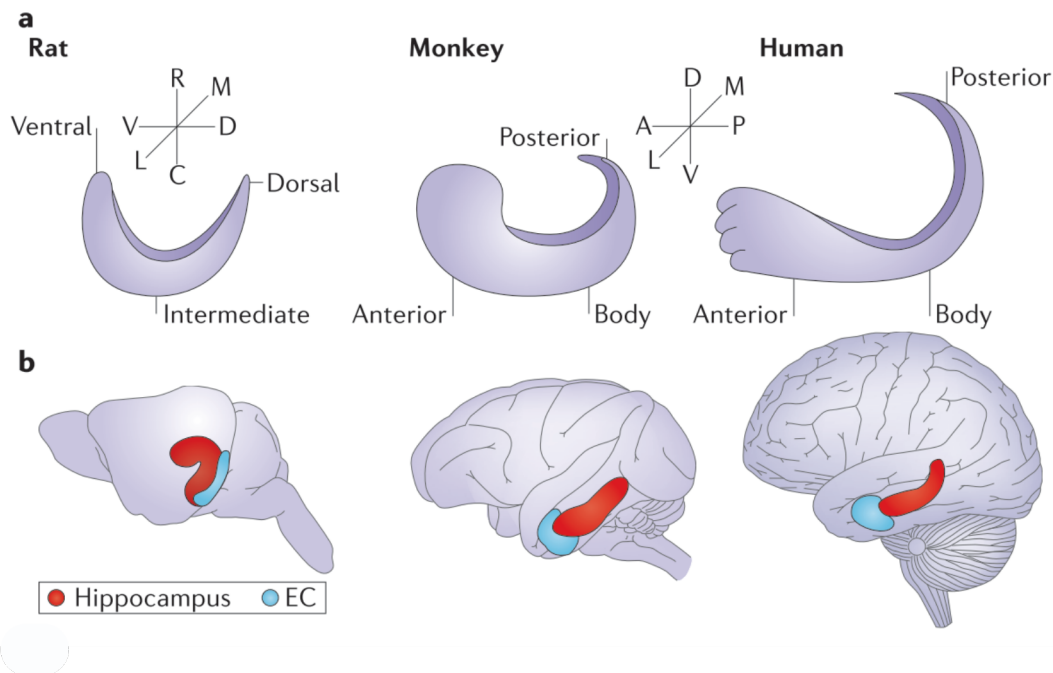 a
Rat
Monkey
Human
R
M
V
D
L
C
Ventral
Dorsal
Intermediate
D
M
A
P
L
V
Posterior
Anterior
Body
Posterior
Anterior
Body
b
Hippocampus
EC